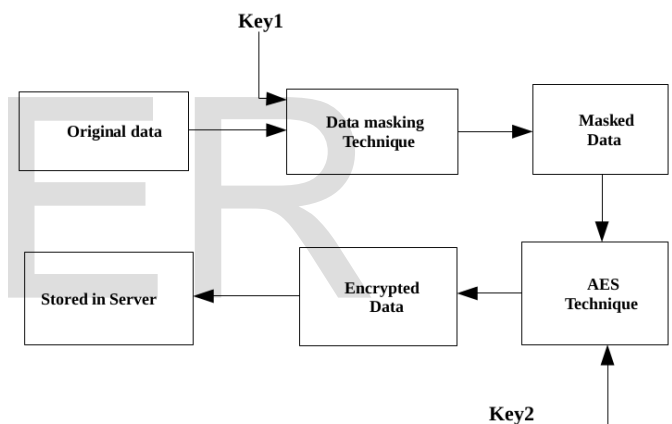 Key1
Original data
Data masking
Technique
Masked
Data
AES
Technique
Encrypted
Data
Stored in Server
Key2
ER